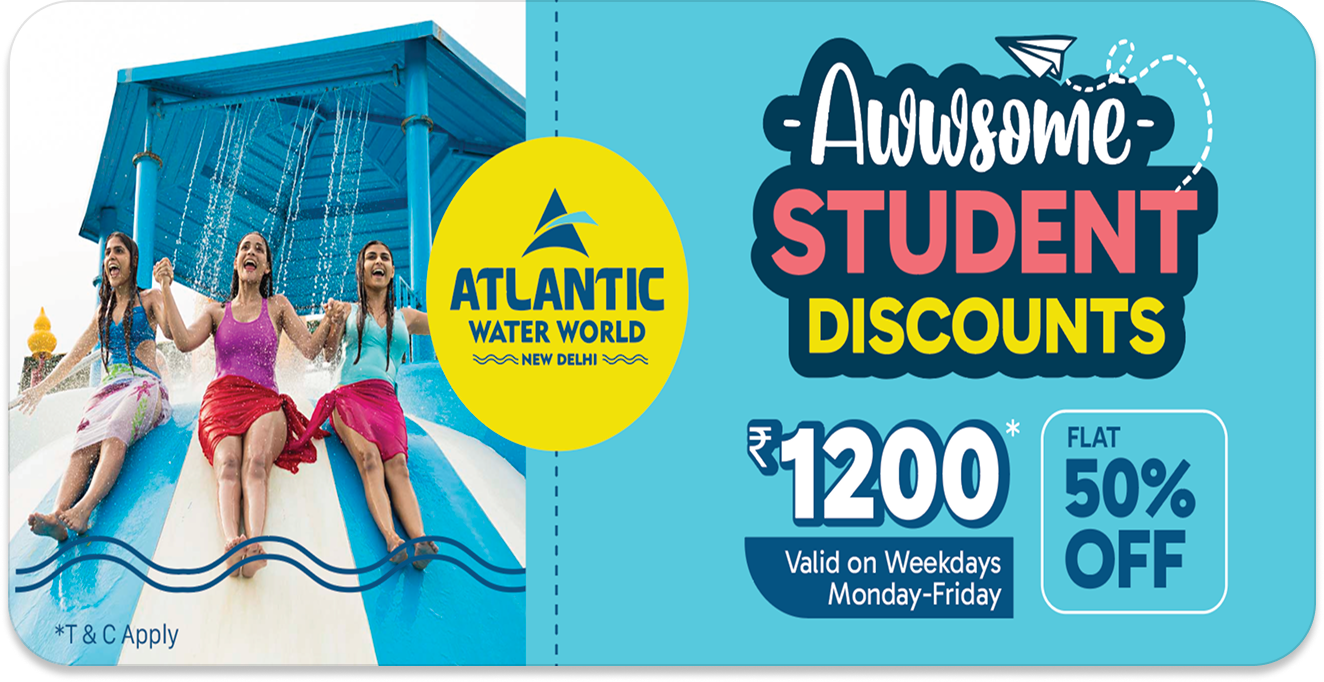 ATLANTIC
WATER WORLD
NEW DELHI
-Awwsome-
STUDENT
DISCOUNTS
₹1200*
Valid on Weekdays
Monday-Friday
FLAT
50%
OFF
*T & C Apply